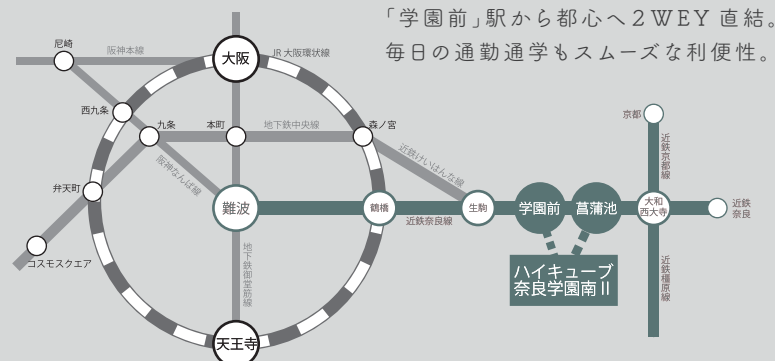 「学園前」駅から都心へ2WEY 直結。
毎日の通勤通学もスムーズな利便性。
尼崎
阪神本線
大阪
JR 大阪環状線
西九条
九条
本町
地下鉄中央線
森ノ宮
京都
近鉄京都線
阪神なんば線
近鉄けいはんな線
弁天町
難波
鶴橋
近鉄奈良線
生駒
学園前
菖蒲池
大和
西大寺
近鉄
奈良
コスモスクエア
地下鉄御堂筋線
ハイキューブ
奈良学園南Ⅱ
近鉄橿原線
天王寺